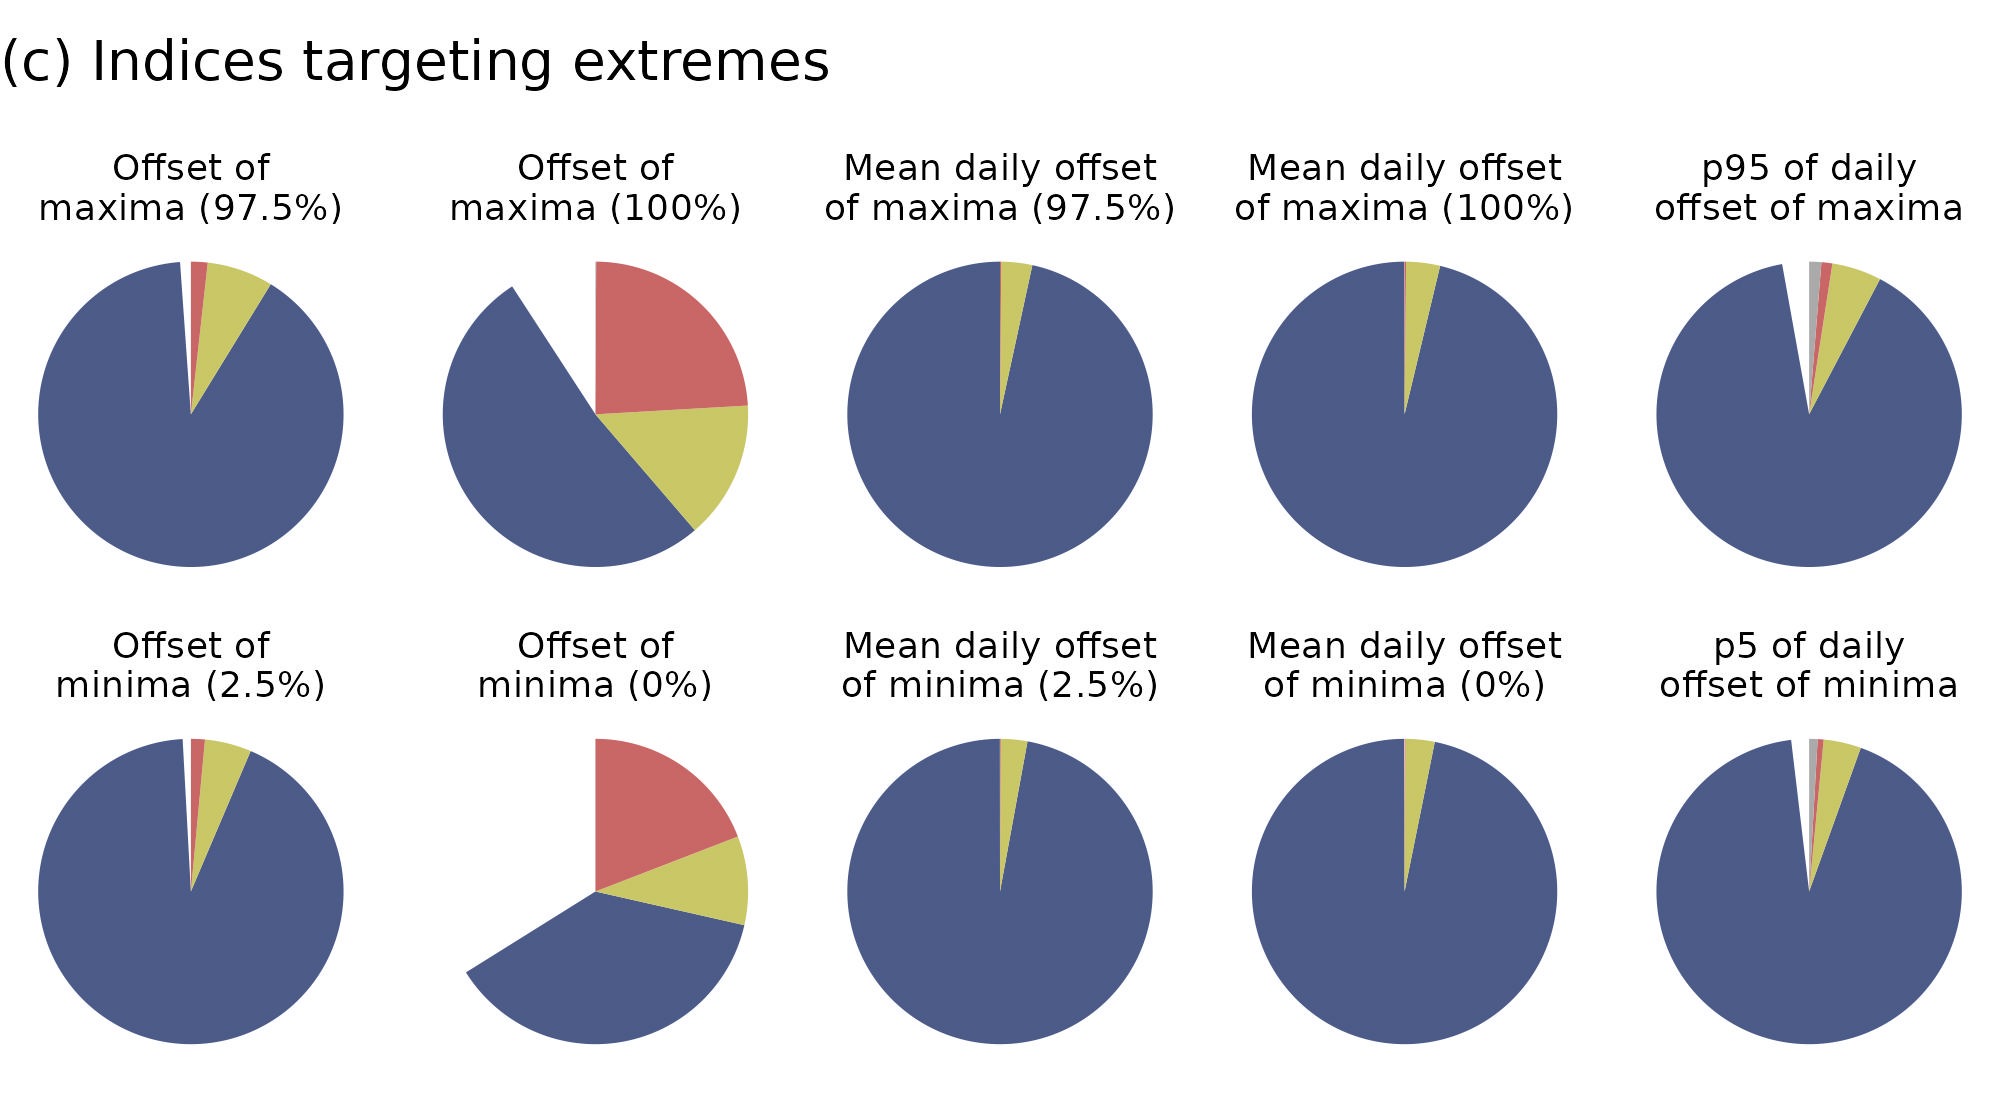 (c) Indices targeting extremes
Offset of
maxima (97.5%)
Offset of
maxima (100%)
Mean daily offset
of maxima (97.5%)
Mean daily offset
of maxima (100%)
p95 of daily
offset of maxima
Offset of
minima (2.5%)
Offset of
minima (0%)
Mean daily offset
of minima (2.5%)
Mean daily offset
of minima (0%)
p5 of daily
offset of minima